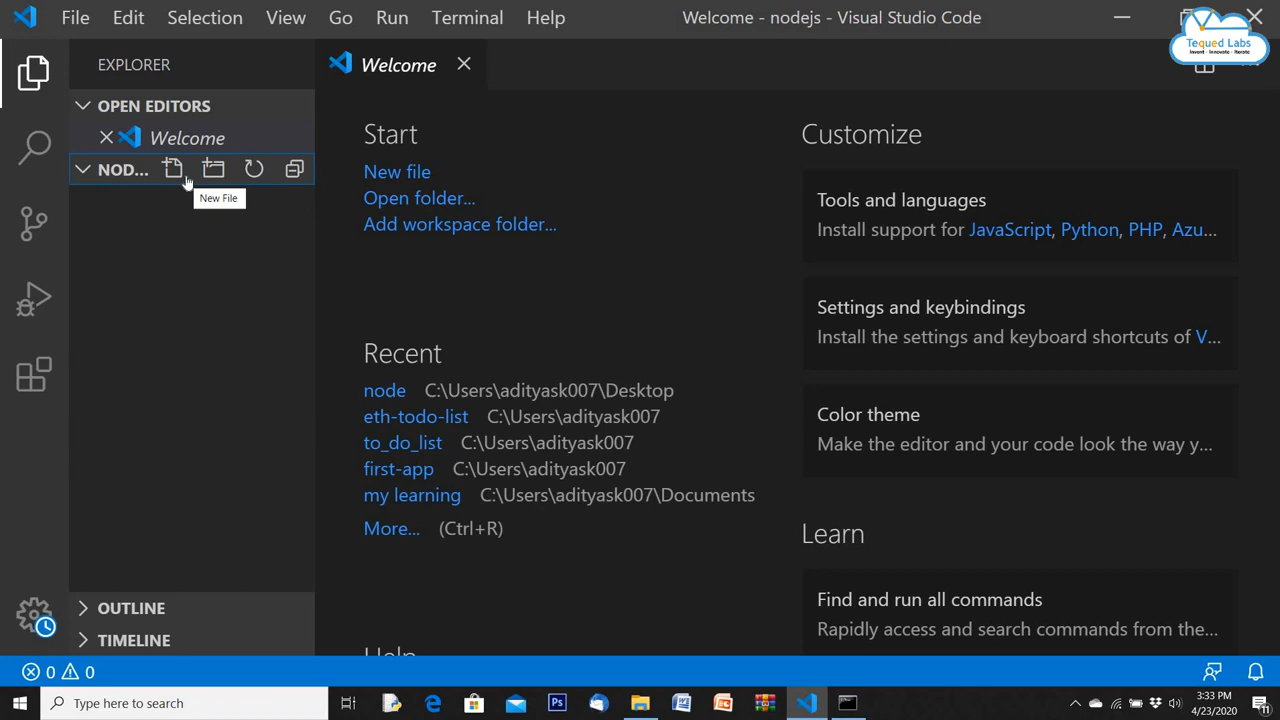 File Edit Selection View Go Run Terminal Help
Welcome - nodejs - Visual Studio Code
Tequed Labs
Invent - Innovate - Iterate
EXPLORER
Welcome
OPEN EDITORS
Welcome
NOD...
New File
Start
New file
Open folder...
Add workspace folder...
Recent
node C:\Users\adityask007\Desktop
eth-todo-list C:\Users\adityask007
to_do_list C:\Users\adityask007
first-app C:\Users\adityask007
my learning C:\Users\adityask007\Documents
More... (Ctrl+R)
Customize
Tools and languages
Install support for JavaScript, Python, PHP, Azu...
Settings and keybindings
Install the settings and keyboard shortcuts of V...
Color theme
Make the editor and your code look the way y...
Learn
Find and run all commands
Rapidly access and search commands from the...
Help
OUTLINE
TIMELINE
0 0
Type here to search
Ps
3:33 PM
4/23/2020
11